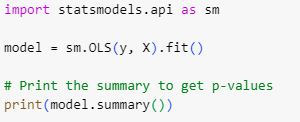 import statsmodels.api as sm
model = sm.OLS(y, X).fit()
# Print the summary to get p-values
print(model.summary())